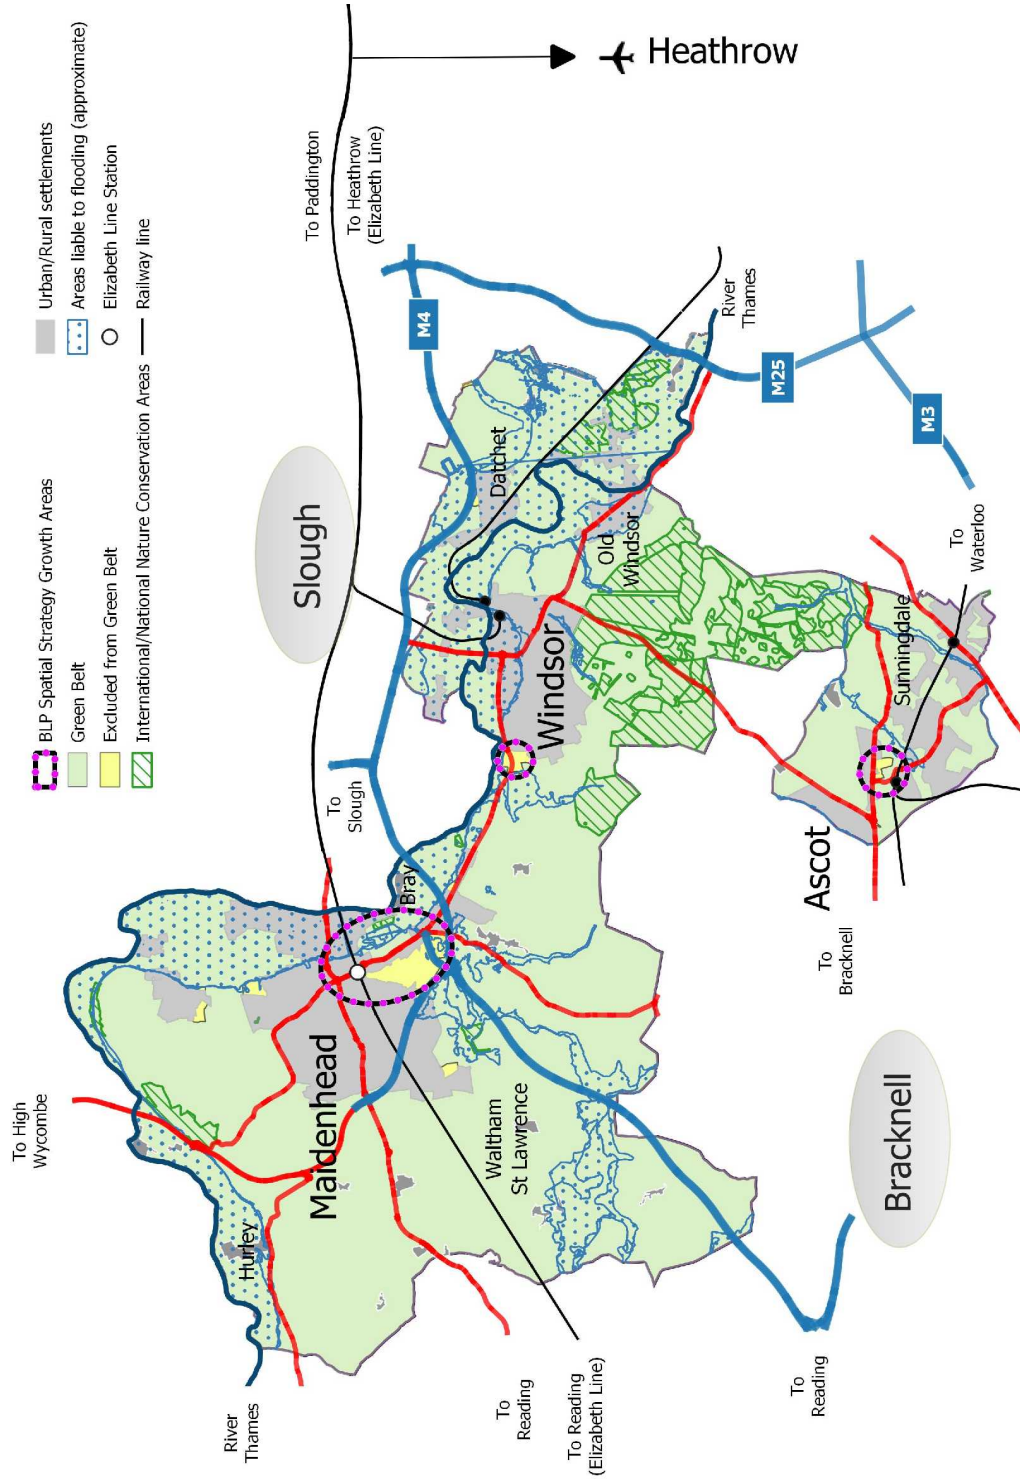 BLP Spatial Strategy Growth Areas
Green Belt
Excluded from Green Belt
International/National Nature Conservation Areas
Urban/Rural settlements
Areas liable to flooding (approximate)
Elizabeth Line Station
Railway line
To High
Wycombe
River
Thames
Hurley
Maidenhead
To
Slough
Slough
To Paddington
To Heathrow
(Elizabeth Line)
Heathrow
Bray
M4
Datchet
River
Thames
To
Reading
To Reading
(Elizabeth Line)
Waltham
St Lawrence
Windsor
Old
Windsor
M25
To
Reading
Bracknell
To
Bracknell
Ascot
Sunningdale
To
Waterloo
M3